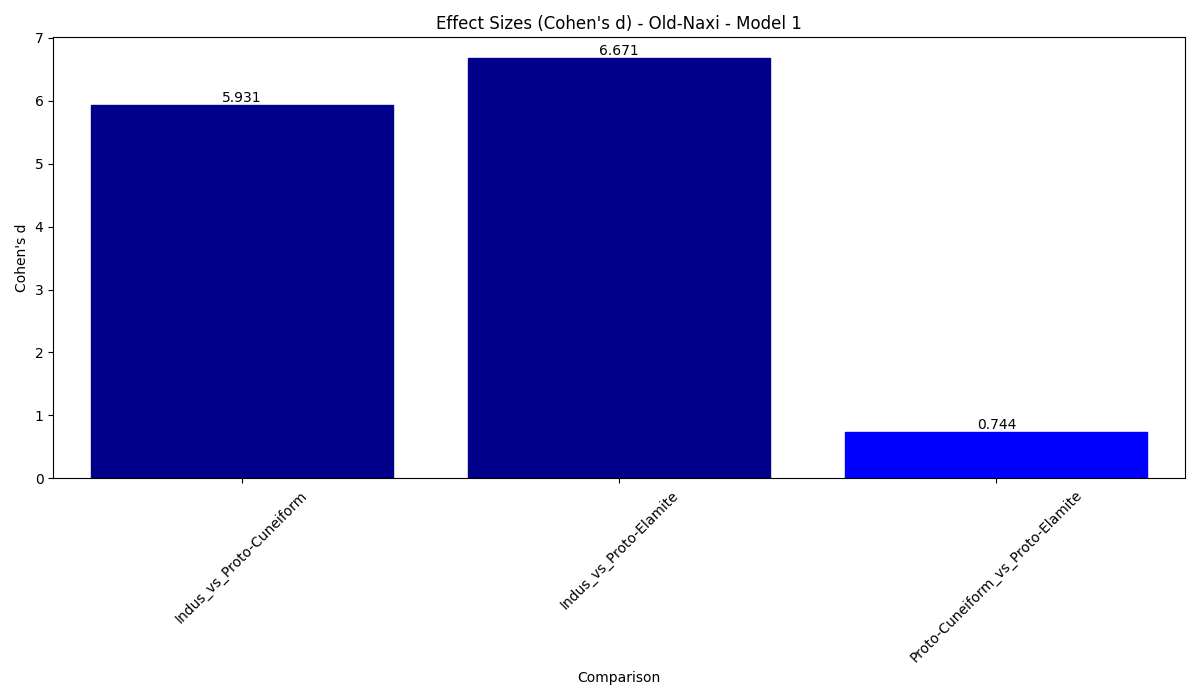 Effect Sizes (Cohen's d) - Old-Naxi - Model 1
7
6
5
4
3
2
1
0
Cohen's d
5.931
6.671
0.744
Indus_vs_Proto-Cuneiform
Indus_vs_Proto-Elamite
Proto-Cuneiform_vs_Proto-Elamite
Comparison